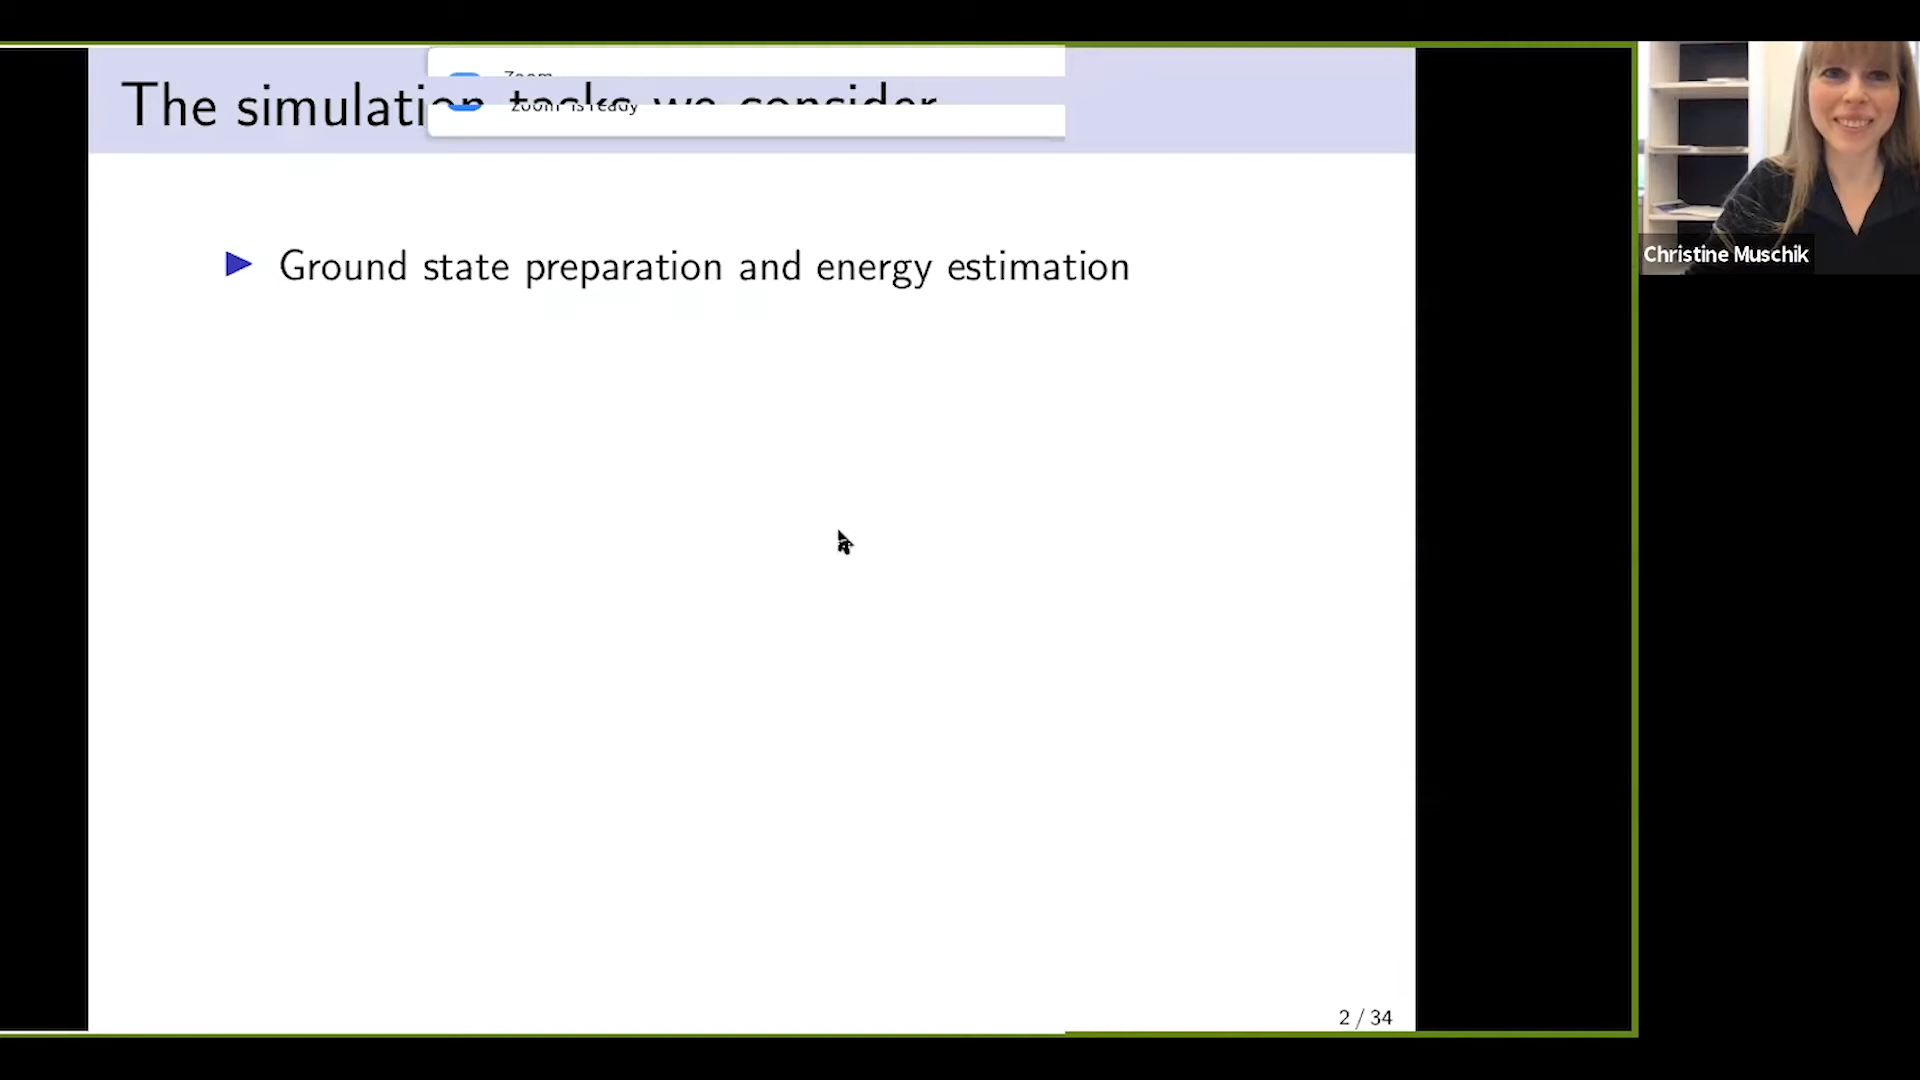 The simulation tasks we consider
Zoom
Zoom is ready
Ground state preparation and energy estimation
Christine Muschik
2 / 34